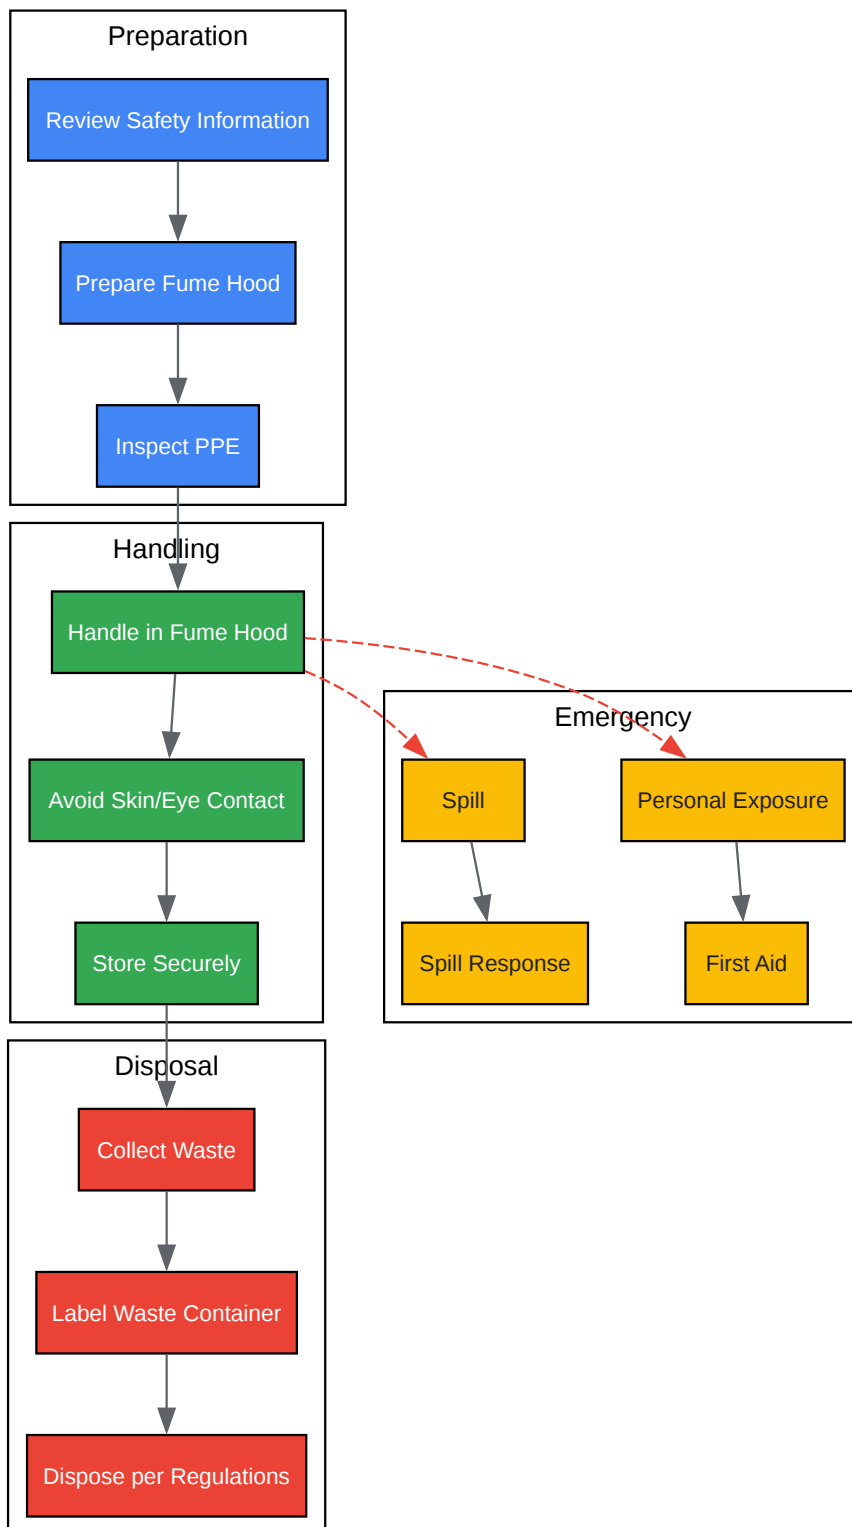 Preparation
Review Safety Information
Prepare Fume Hood
Inspect PPE
Handling
Handle in Fume Hood
Avoid Skin/Eye Contact
Store Securely
Emergency
Spill
Personal Exposure
Spill Response
First Aid
Disposal
Collect Waste
Label Waste Container
Dispose per Regulations